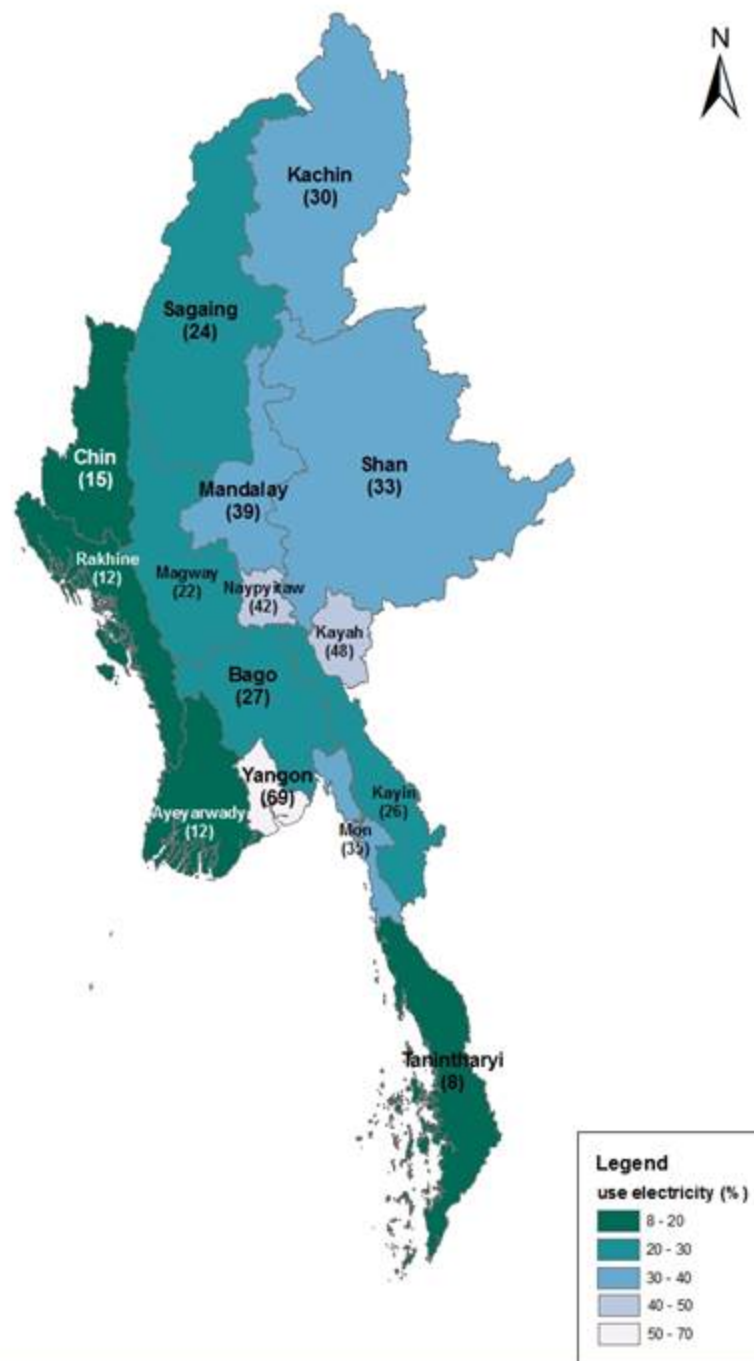 N
Kachin
(30)
Sagaing
(24)
Chin
(15)
Shan
(33)
Mandalay
(39)
Rakhine
(12)
Magway
(22)
Naypyitaw
(42)
Kayah
(48)
Bago
(27)
Yangon
(69)
Kayin
(26)
Ayeyarwady
(12)
Mon
(35)
Tanintharyi
(8)
Legend
use electricity (%)
8 - 20
20 - 30
30 - 40
40 - 50
50 - 70